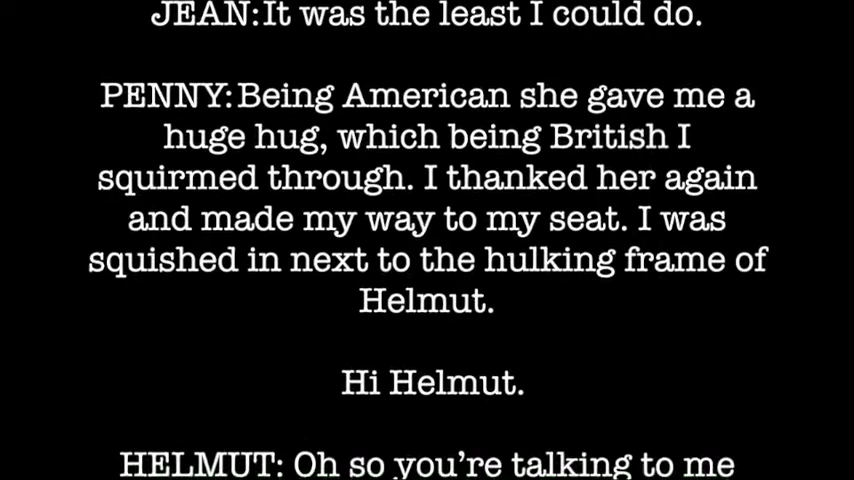 JEAN:It was the least I could do.
PENNY:Being American she gave me a
huge hug, which being British I
squirmed through. I thanked her again
and made my way to my seat. I was
squished in next to the hulking frame of
Helmut.
Hi Helmut.
HELMUT: Oh so you're talking to me